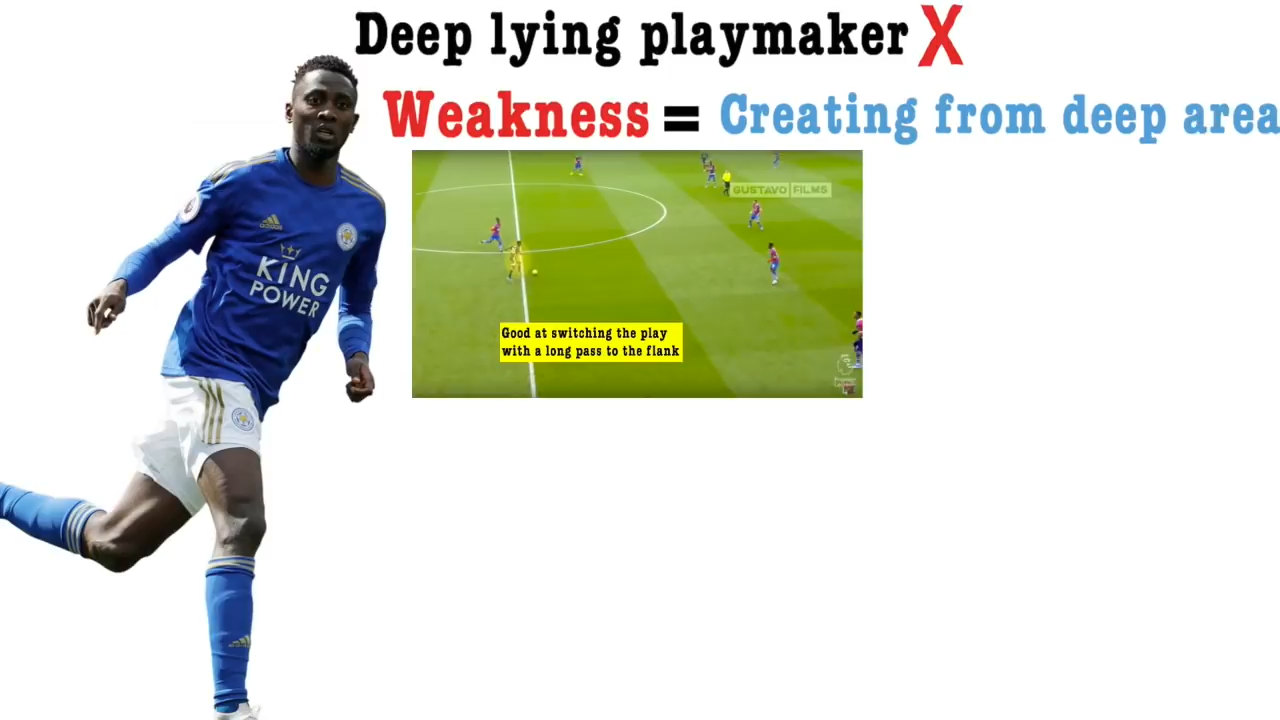 Deep lying playmaker X
Weakness = Creating from deep area
GUSTAVO FILMS
adidas
KING
POWER
Good at switching the play
with a long pass to the flank